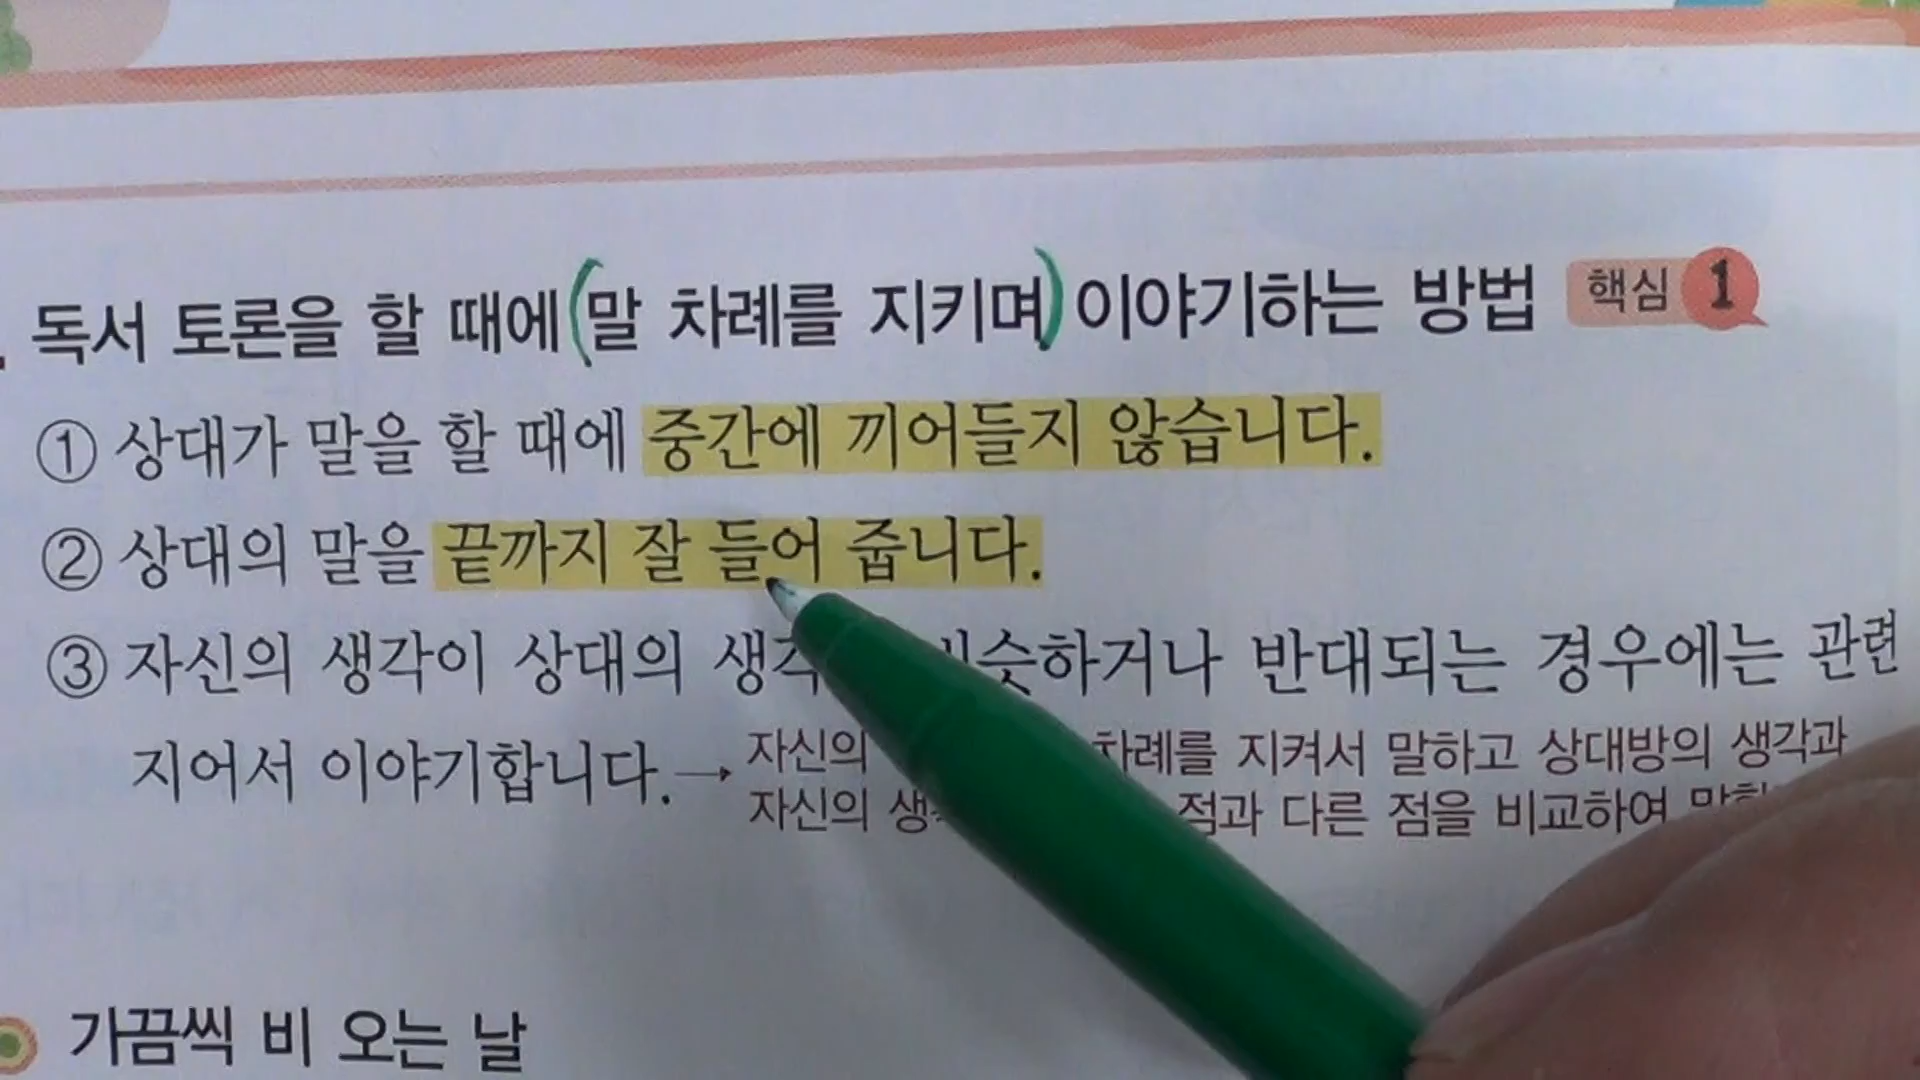 독서 토론을 할 때에(말 차례를 지키며)이야기하는 방법 핵심 1
① 상대가 말을 할 때에 중간에 끼어들지 않습니다.
② 상대의 말을 끝까지 잘 들어 줍니다.
③ 자신의 생각이 상대의 비슷하거나 반대되는 경우에는 관련
지어서 이야기합니다. → 자신의 차례를 지켜서 말하고 상대방의 생각과
자신의 점과 다른 점을 비교하여
가끔씩 비 오는 날